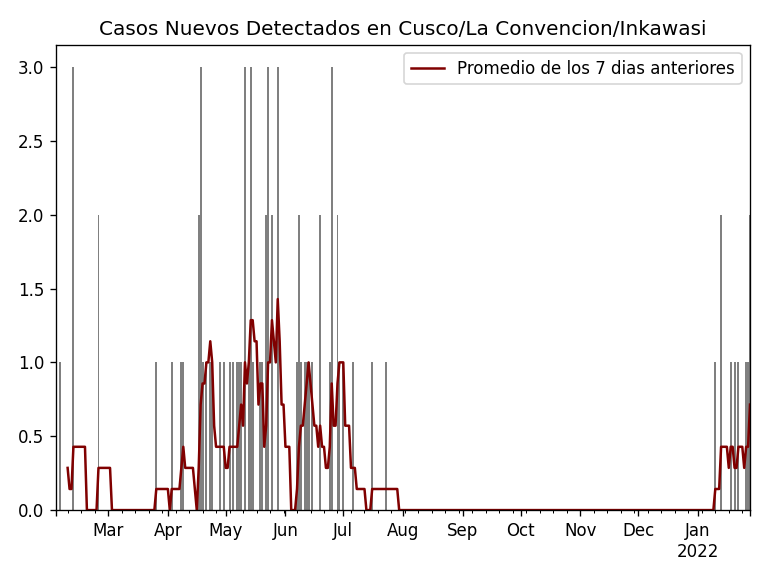 Casos Nuevos Detectados en Cusco/La Convencion/Inkawasi
Promedio de los 7 dias anteriores
3.0
2.5
2.0
1.5
1.0
0.5
0.0
Mar Apr May Jun Jul Aug Sep Oct Nov Dec Jan
2022